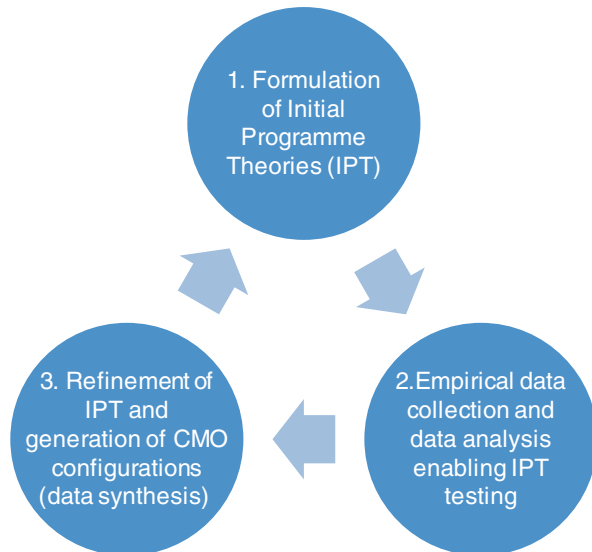 1. Formulation
of Initial
Programme
Theories (IPT)
2.Empirical data
collection and
data analysis
enabling IPT
testing
3. Refinement of
IPT and
generation of CMO
configurations
(data synthesis)